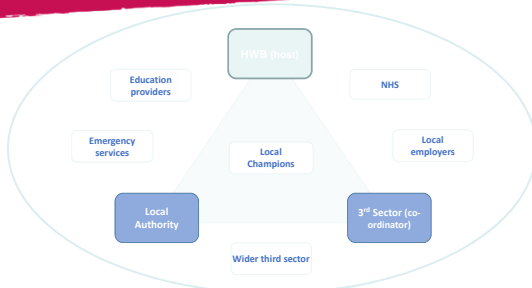 HWB (host)
Education
providers
NHS
Emergency
services
Local
Champions
Local
employers
Local
Authority
3rd Sector (co-
ordinator)
Wider third sector